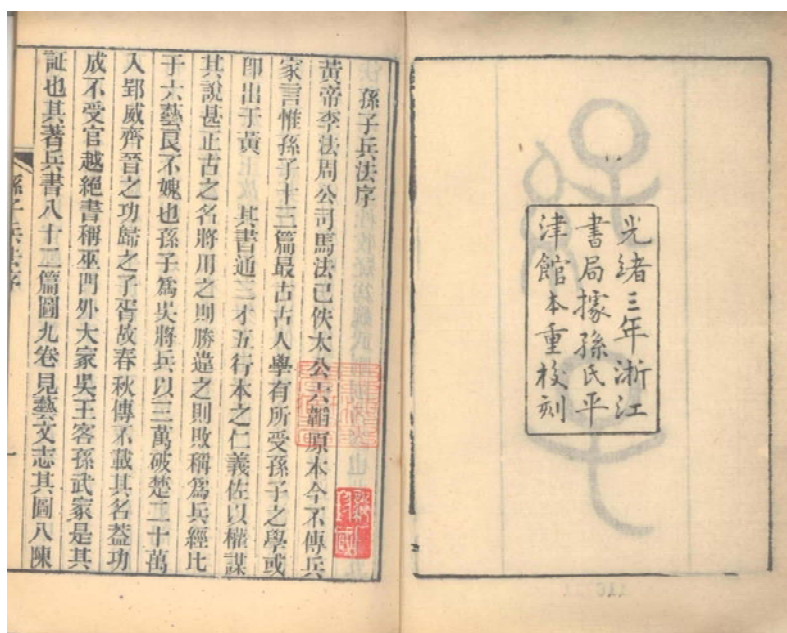 光緒三年浙江
書局據孫氏平
津館本重校刻
孫子兵法序
黃帝李法周公司馬法已佚太公六韜原本今不傳兵
家言惟孫子十三篇最古古人學有所受孫子之學或
卽出于黃帝故其書通三才五行本之仁義佐以權謀
其說甚正古之名將用之則勝違之則敗稱爲兵經比
于六藝良不媿也孫子爲吳將兵以三萬破楚二十萬
入郢威齊晉之功歸之子胥故春秋傳不載其名蓋功
成不受官越絕書稱巫門外大冢吳王客孫武冢是其
証也其著兵書八十二篇圖九卷見藝文志其圖八陳
孫子兵法序